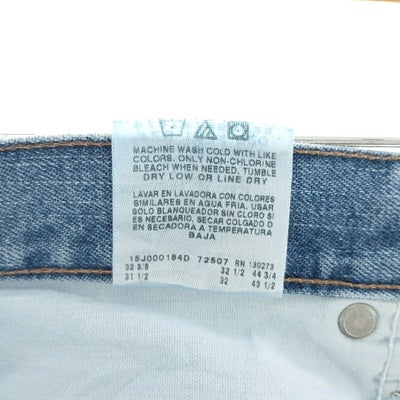 MACHINE WASH COLD WITH LIKE
COLORS. ONLY NON-CHLORINE
BLEACH WHEN NEEDED. TUMBLE
DRY LOW OR LINE DRY
LAVAR EN LAVADORA CON COLORES
SIMILARES EN AGUA FRIA. USAR
SOLO BLANQUEADOR SIN CLORO SI
ES NECESARIO, SECAR COLGADO O
EN SECADORA A TEMPERATURA
BAJA
15J000184D 72507 RN 130273
32 3/8 32 1/2 44 3/4
31 1/2 32 43 1/2